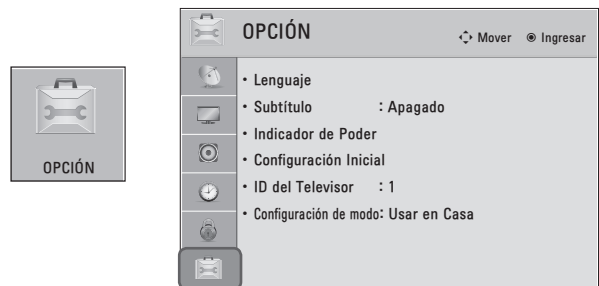 OPCIÓN
OPCIÓN
Mover
Ingresar
• Lenguaje
• Subtítulo : Apagado
• Indicador de Poder
• Configuración Inicial
• ID del Televisor : 1
• Configuración de modo: Usar en Casa